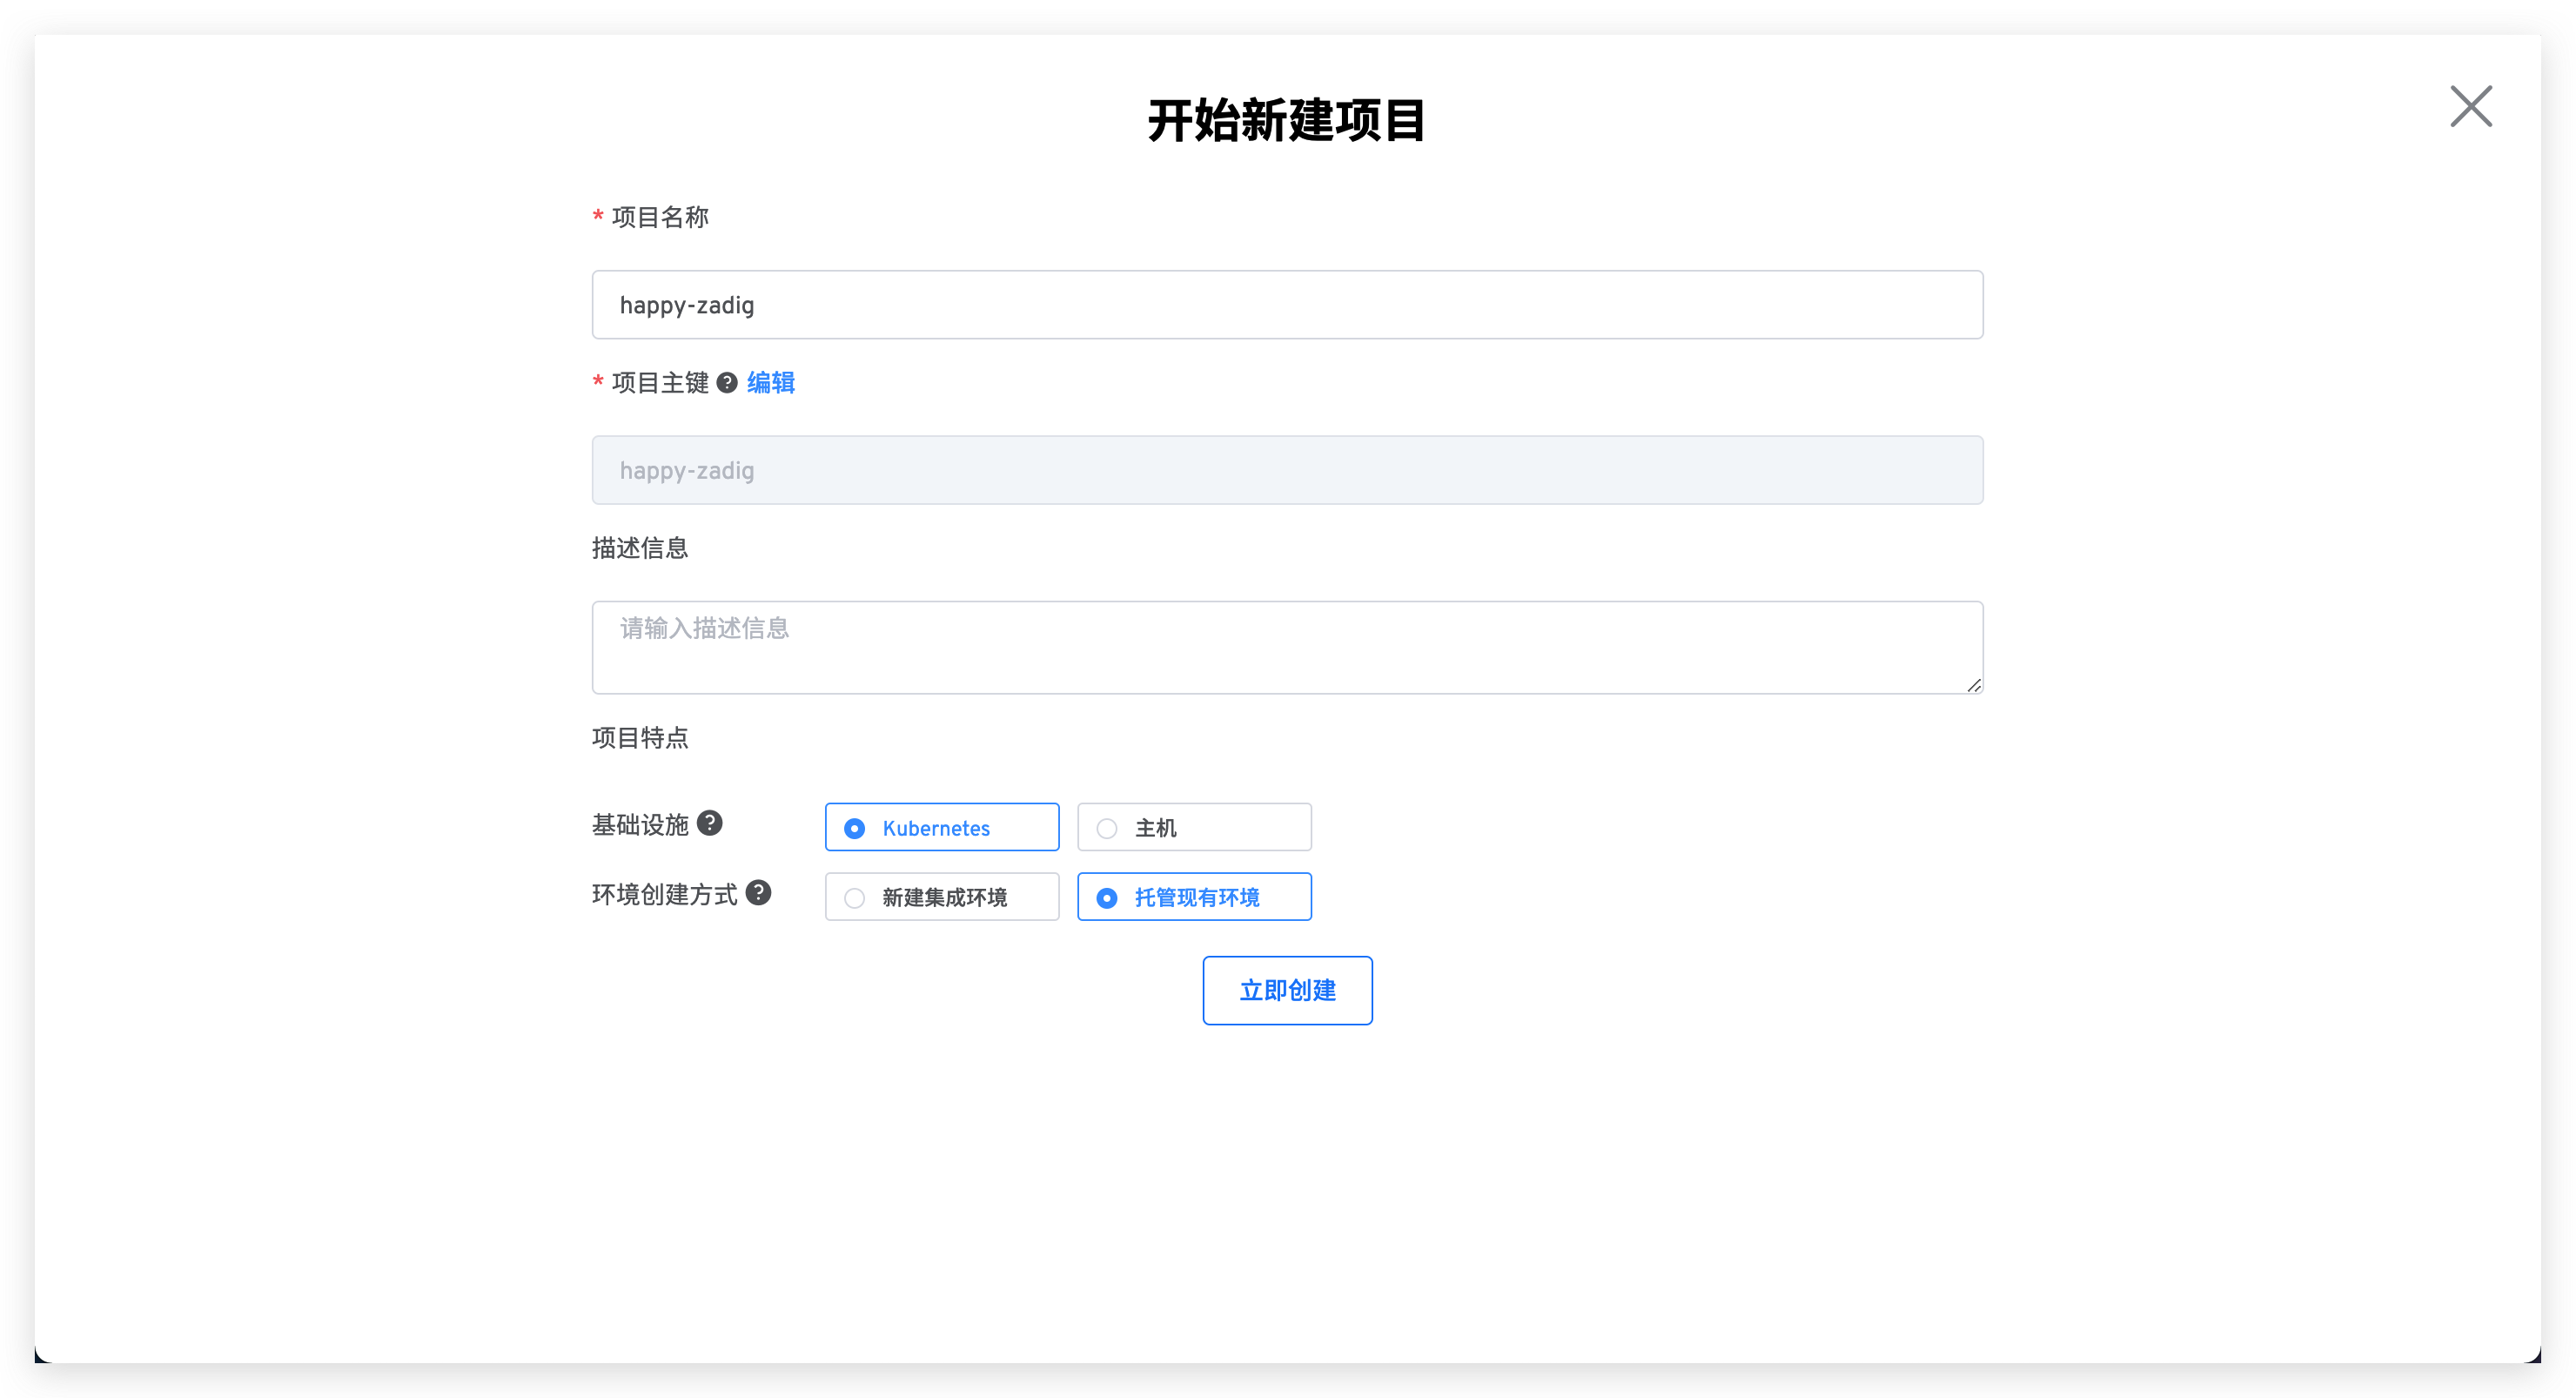 开始新建项目
* 项目名称
happy-zadig
* 项目主键 ? 编辑
happy-zadig
描述信息
请输入描述信息
项目特点
基础设施 ? Kubernetes 主机
环境创建方式 ? 新建集成环境 托管现有环境
立即创建